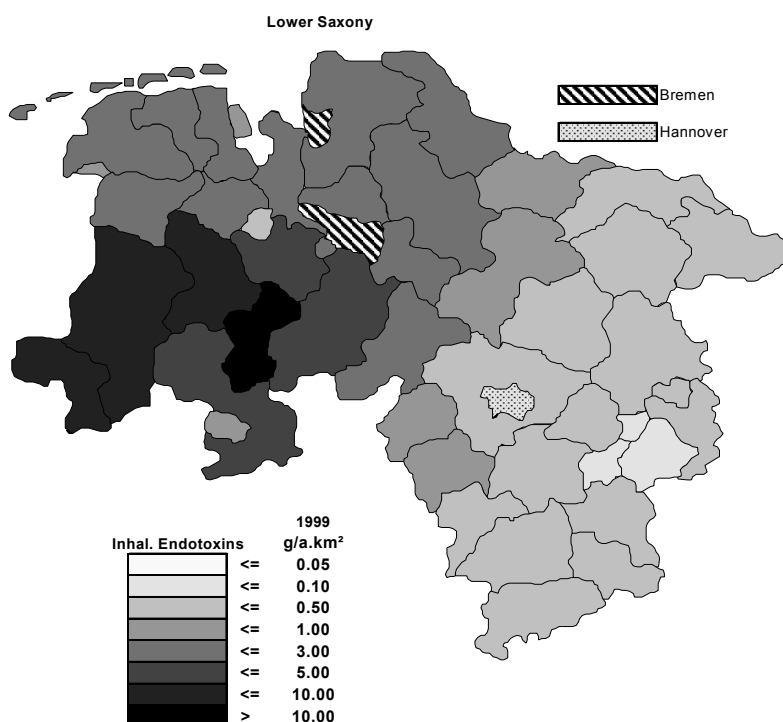 Lower Saxony
Bremen
Hannover
1999
Inhal. Endotoxins g/a.km²
<= 0.05
<= 0.10
<= 0.50
<= 1.00
<= 3.00
<= 5.00
<= 10.00
> 10.00